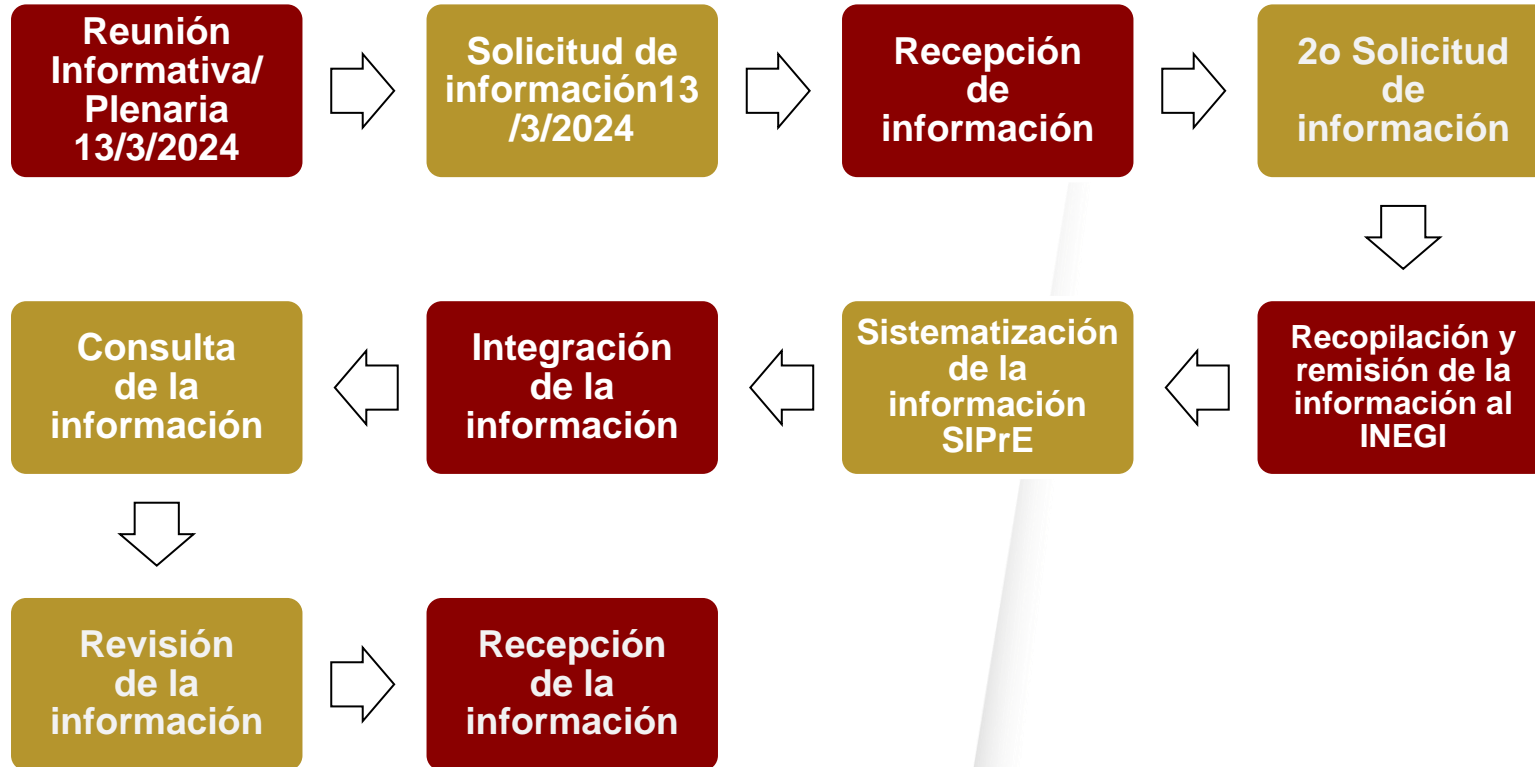 Reunión
Informativa/
Plenaria
13/3/2024
Solicitud de
información13
/3/2024
Recepción
de
información
2o Solicitud
de
información
Recopilación y
remisión de la
información al
INEGI
Sistematización
de la
información
SIPrE
Integración
de la
información
Consulta
de la
información
Revisión
de la
información
Recepción
de la
información